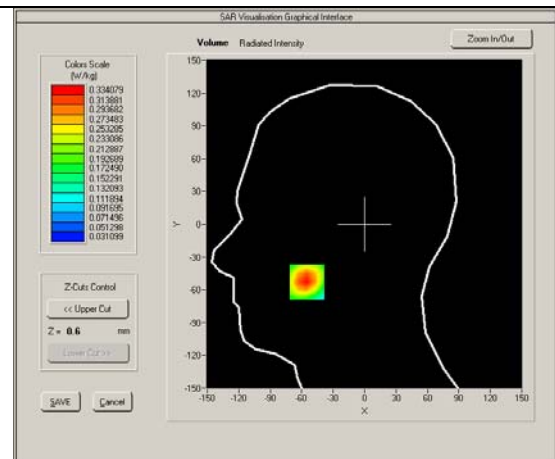 SAR Visualisation Graphical Interface
Volume Radiated Intensity
Zoom In/Out
Colors Scale
(W/kg)
0.334079
0.313881
0.293682
0.273483
0.253285
0.233086
0.212887
0.192689
0.172490
0.152291
0.132093
0.111894
0.091695
0.071496
0.051298
0.031099
Z-Cuts Control
<< Upper Cut
Z = 0.6 mm
Lower Cut >>
SAVE Cancel
150
120
90
60
30
0
-30
-60
-90
-120
-150
Y
-150 -120 -90 -60 -30 0 30 60 90 120 150
X